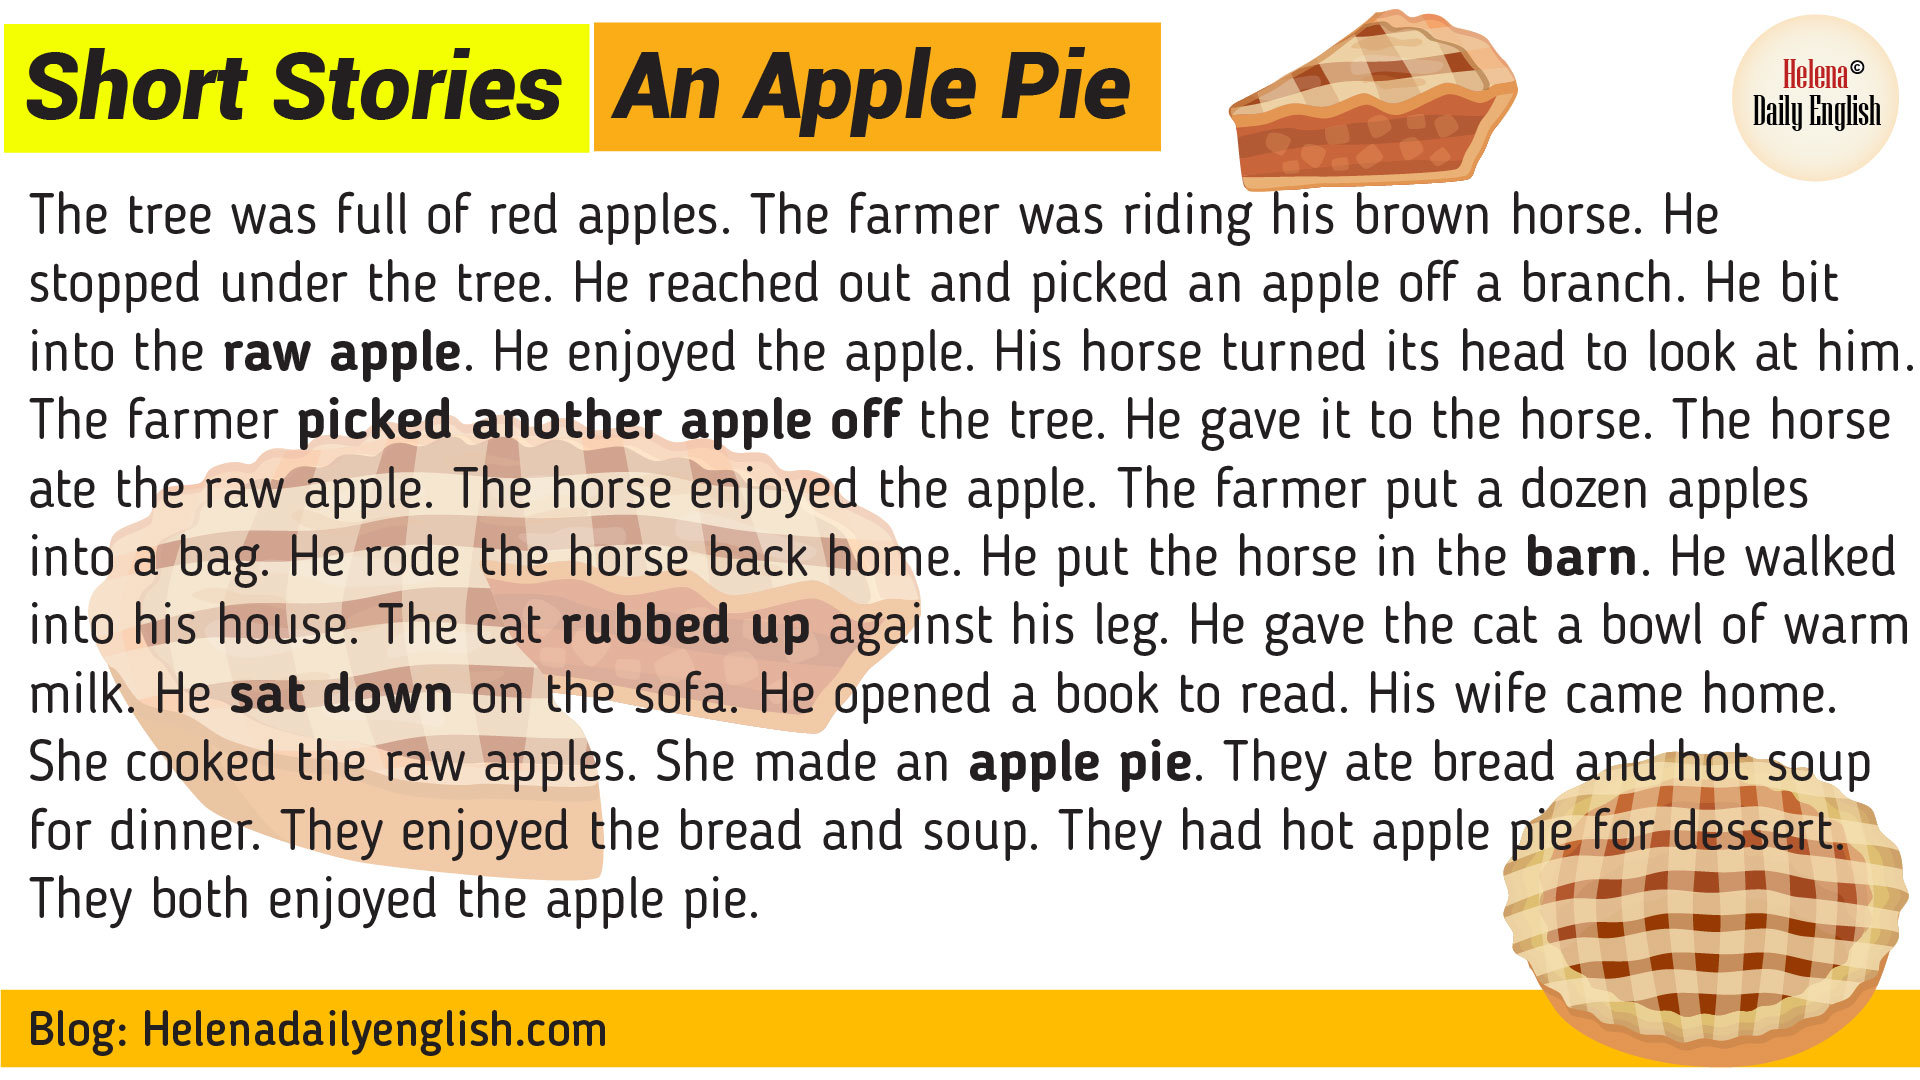 Short Stories An Apple Pie
Helena©
Daily English
The tree was full of red apples. The farmer was riding his brown horse. He
stopped under the tree. He reached out and picked an apple off a branch. He bit
into the raw apple. He enjoyed the apple. His horse turned its head to look at him.
The farmer picked another apple off the tree. He gave it to the horse. The horse
ate the raw apple. The horse enjoyed the apple. The farmer put a dozen apples
into a bag. He rode the horse back home. He put the horse in the barn. He walked
into his house. The cat rubbed up against his leg. He gave the cat a bowl of warm
milk. He sat down on the sofa. He opened a book to read. His wife came home.
She cooked the raw apples. She made an apple pie. They ate bread and hot soup
for dinner. They enjoyed the bread and soup. They had hot apple pie for dessert.
They both enjoyed the apple pie.
Blog: Helenadailyenglish.com